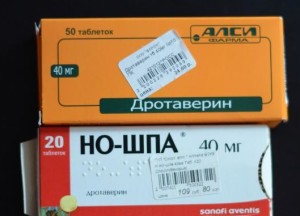 50 таблеток
АЛСИ
ФАРМА
40 мг
Дротаверин
20
таблеток
НО-ШПА
40 мг
дротаверин
sanofi aventis